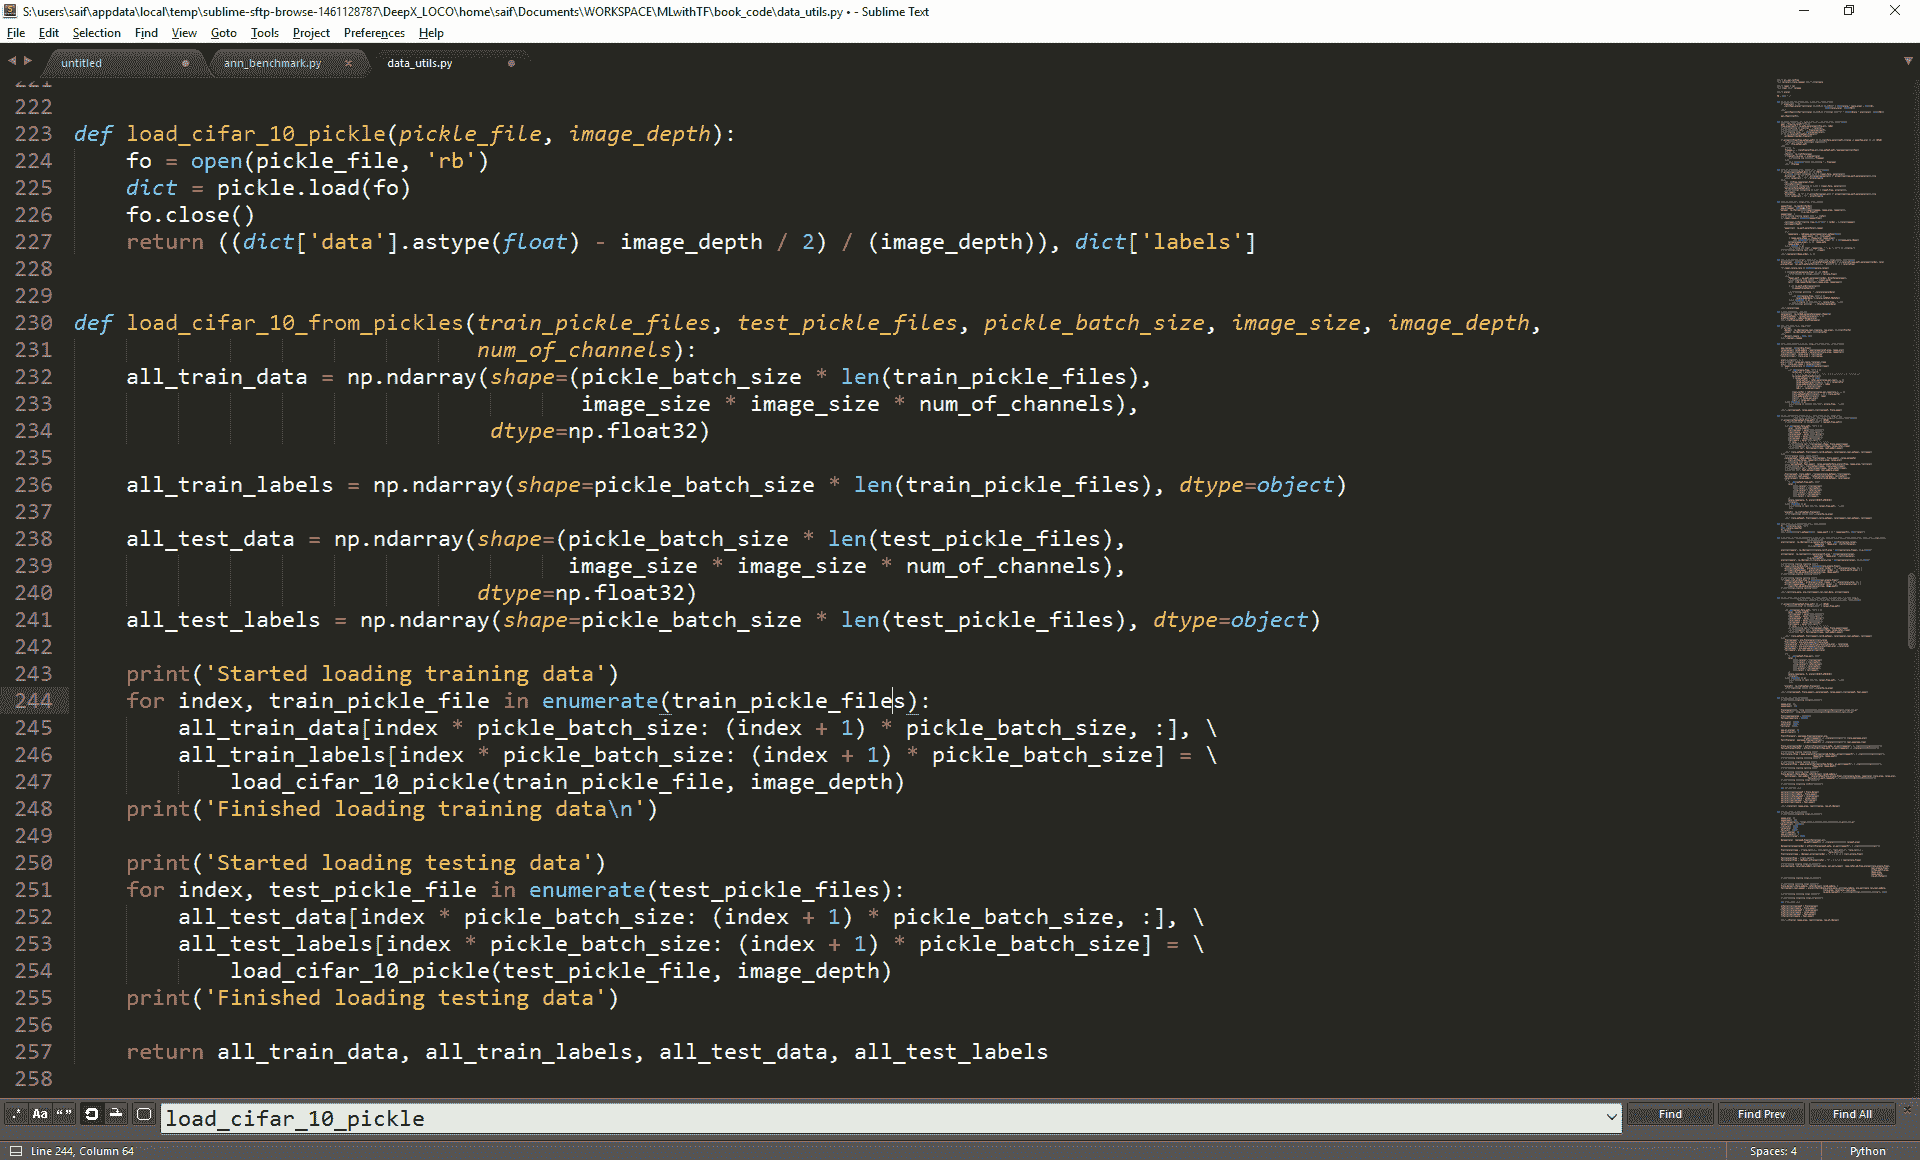 S:\users\saif\appdata\local\temp\sublime-sftp-browse-1461128787\DeepX_LOCO\home\saif\Documents\WORKSPACE\MLwithTF\book_code\data_utils.py • - Sublime Text
File Edit Selection Find View Goto Tools Project Preferences Help
untitled ann_benchmark.py × data_utils.py
222
223 def load_cifar_10_pickle(pickle_file, image_depth):
224     fo = open(pickle_file, 'rb')
225     dict = pickle.load(fo)
226     fo.close()
227     return ((dict['data'].astype(float) - image_depth / 2) / (image_depth)), dict['labels']
228
229
230 def load_cifar_10_from_pickles(train_pickle_files, test_pickle_files, pickle_batch_size, image_size, image_depth,
231                                num_of_channels):
232     all_train_data = np.ndarray(shape=(pickle_batch_size * len(train_pickle_files),
233                                        image_size * image_size * num_of_channels),
234                                 dtype=np.float32)
235
236     all_train_labels = np.ndarray(shape=pickle_batch_size * len(train_pickle_files), dtype=object)
237
238     all_test_data = np.ndarray(shape=(pickle_batch_size * len(test_pickle_files),
239                                       image_size * image_size * num_of_channels),
240                                dtype=np.float32)
241     all_test_labels = np.ndarray(shape=pickle_batch_size * len(test_pickle_files), dtype=object)
242
243     print('Started loading training data')
244     for index, train_pickle_file in enumerate(train_pickle_files):
245         all_train_data[index * pickle_batch_size: (index + 1) * pickle_batch_size, :], \
246         all_train_labels[index * pickle_batch_size: (index + 1) * pickle_batch_size] = \
247             load_cifar_10_pickle(train_pickle_file, image_depth)
248     print('Finished loading training data\n')
249
250     print('Started loading testing data')
251     for index, test_pickle_file in enumerate(test_pickle_files):
252         all_test_data[index * pickle_batch_size: (index + 1) * pickle_batch_size, :], \
253         all_test_labels[index * pickle_batch_size: (index + 1) * pickle_batch_size] = \
254             load_cifar_10_pickle(test_pickle_file, image_depth)
255     print('Finished loading testing data')
256
257     return all_train_data, all_train_labels, all_test_data, all_test_labels
258
.* Aa “” load_cifar_10_pickle Find Find Prev Find All ×
Line 244, Column 64 Spaces: 4 Python